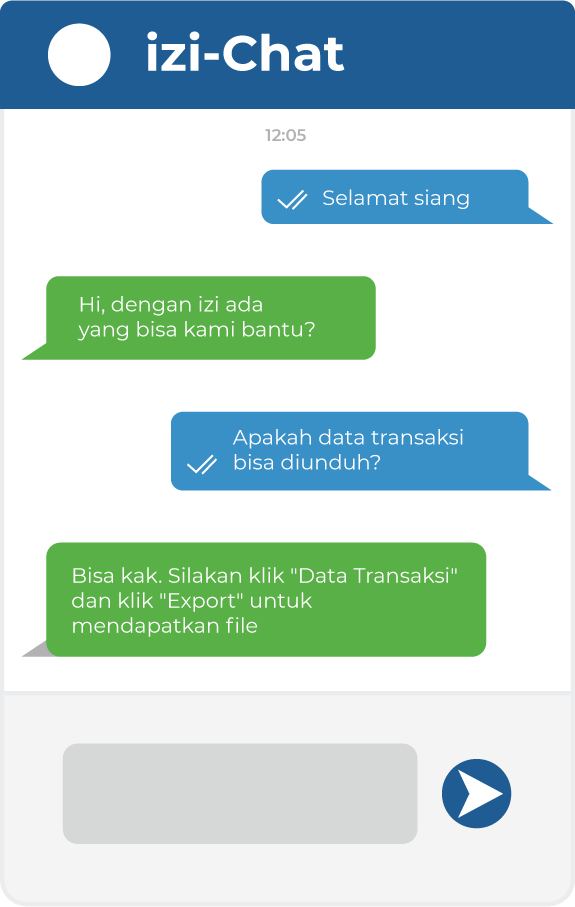 izi-Chat
12:05
Selamat siang
Hi, dengan izi ada
yang bisa kami bantu?
Apakah data transaksi
bisa diunduh?
Bisa kak. Silakan klik "Data Transaksi"
dan klik "Export" untuk
mendapatkan file